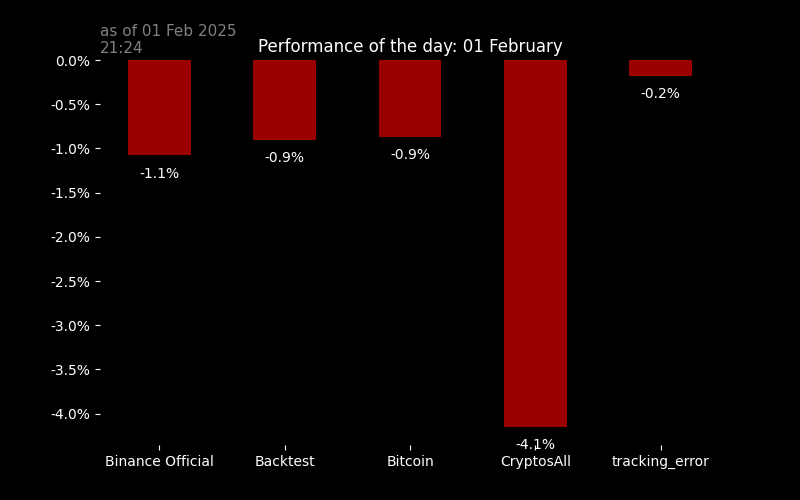 as of 01 Feb 2025
21:24
Performance of the day: 01 February
0.0%
-0.5%
-1.0%
-1.5%
-2.0%
-2.5%
-3.0%
-3.5%
-4.0%
-1.1%
-0.9%
-0.9%
-4.1%
-0.2%
Binance Official
Backtest
Bitcoin
CryptosAll
tracking_error